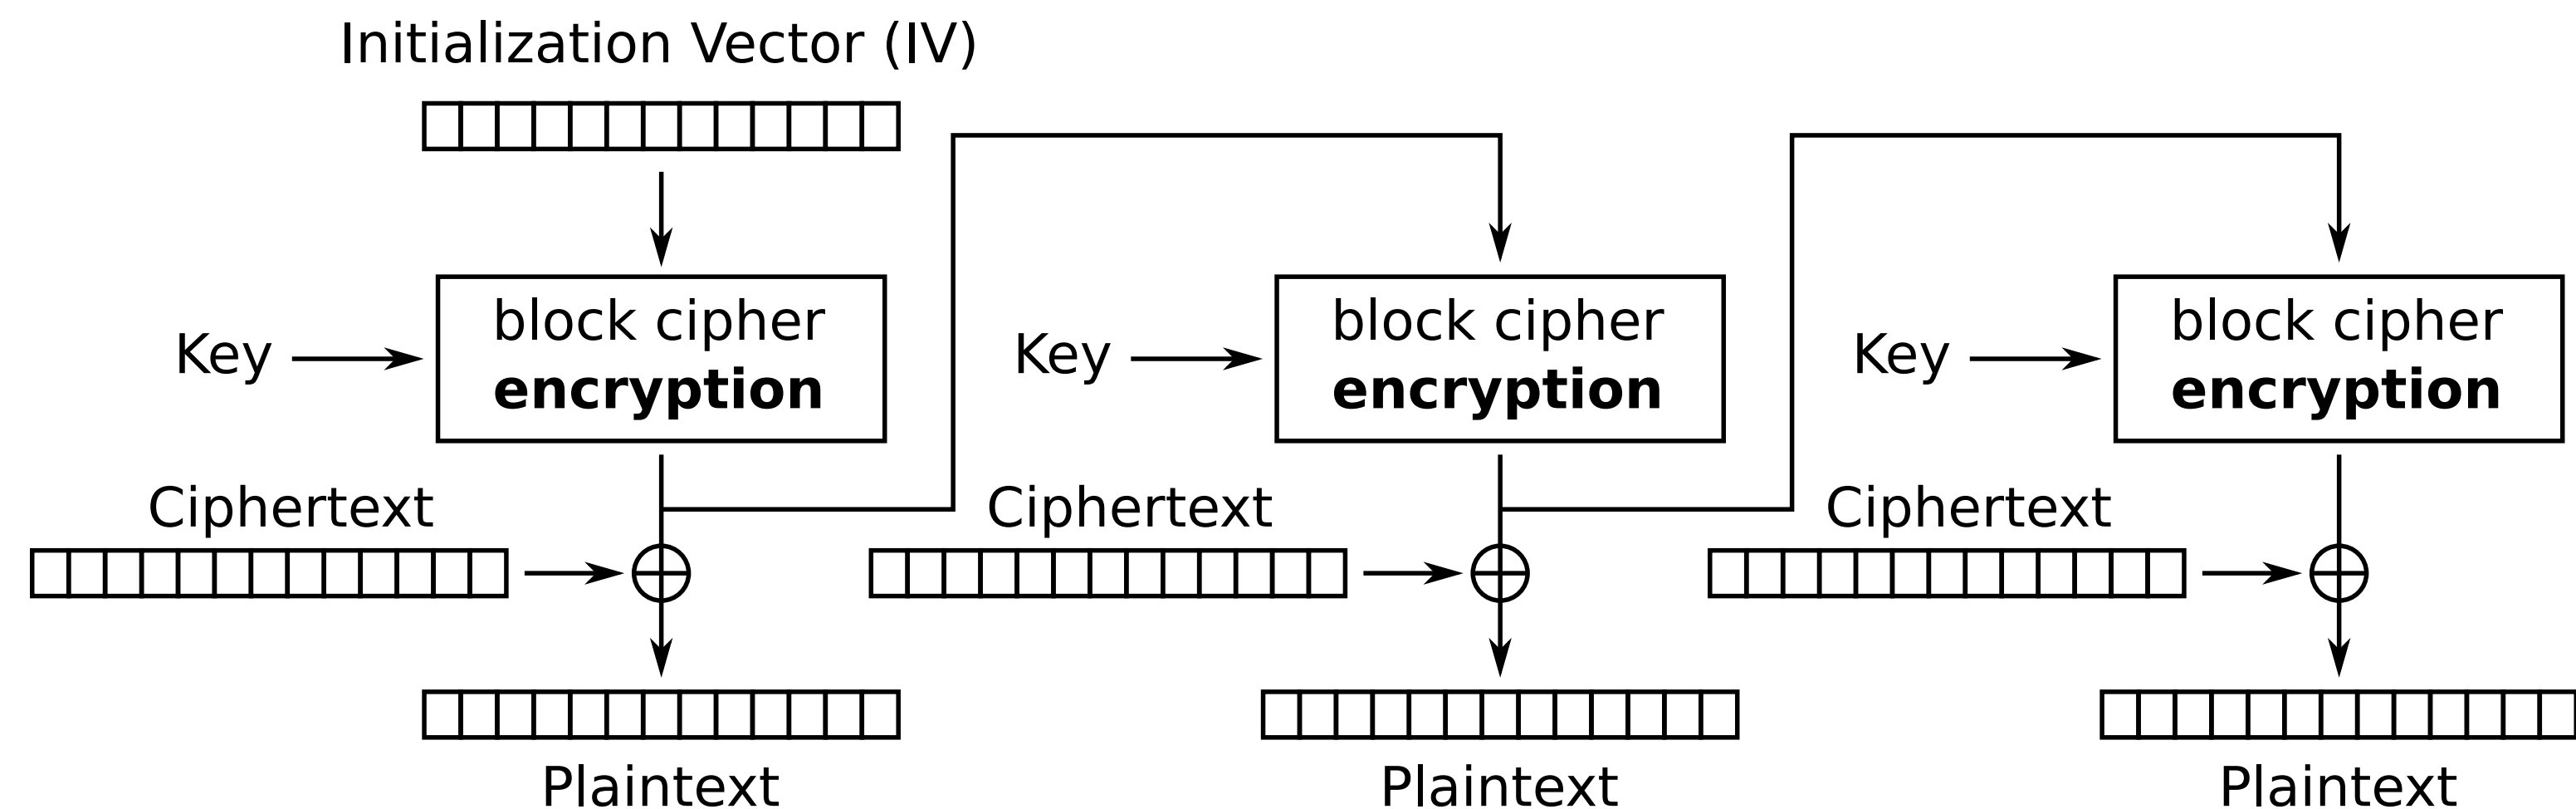 Initialization Vector (IV)
Key
block cipher
encryption
Key
block cipher
encryption
Key
block cipher
encryption
Ciphertext
Ciphertext
Ciphertext
Plaintext
Plaintext
Plaintext